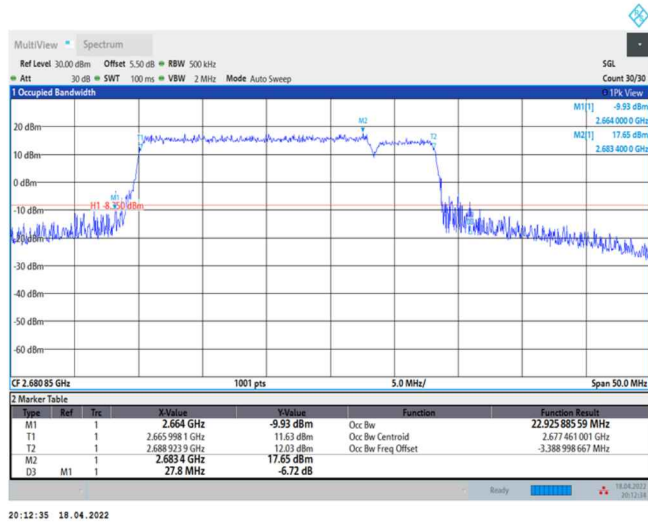 MultiView Spectrum
Ref Level 30.00 dBm Offset 5.50 dB RBW 500 kHz SGL
Att 30 dB SWT 100 ms VBW 2 MHz Mode Auto Sweep Count 30/30
1 Occupied Bandwidth 1Pk View
M1[1] -9.93 dBm
2.664 000 0 GHz
M2[1] 17.65 dBm
2.683 400 0 GHz
M2
20 dBm
T1 T2
10 dBm
0 dBm
M1
H1 -8.350 dBm
-10 dBm
-20 dBm
-30 dBm
-40 dBm
-50 dBm
-60 dBm
CF 2.680 85 GHz 1001 pts 5.0 MHz/ Span 50.0 MHz
2 Marker Table
Type Ref Trc X-Value Y-Value Function Function Result
M1 1 2.664 GHz -9.93 dBm Occ Bw 22.925 885 59 MHz
T1 1 2.665 998 1 GHz 11.63 dBm Occ Bw Centroid 2.677 461 001 GHz
T2 1 2.688 923 9 GHz 12.03 dBm Occ Bw Freq Offset -3.388 998 667 MHz
M2 1 2.683 4 GHz 17.65 dBm
D3 M1 1 27.8 MHz -6.72 dB
Ready 18.04.2022
20:12:34
20:12:35 18.04.2022